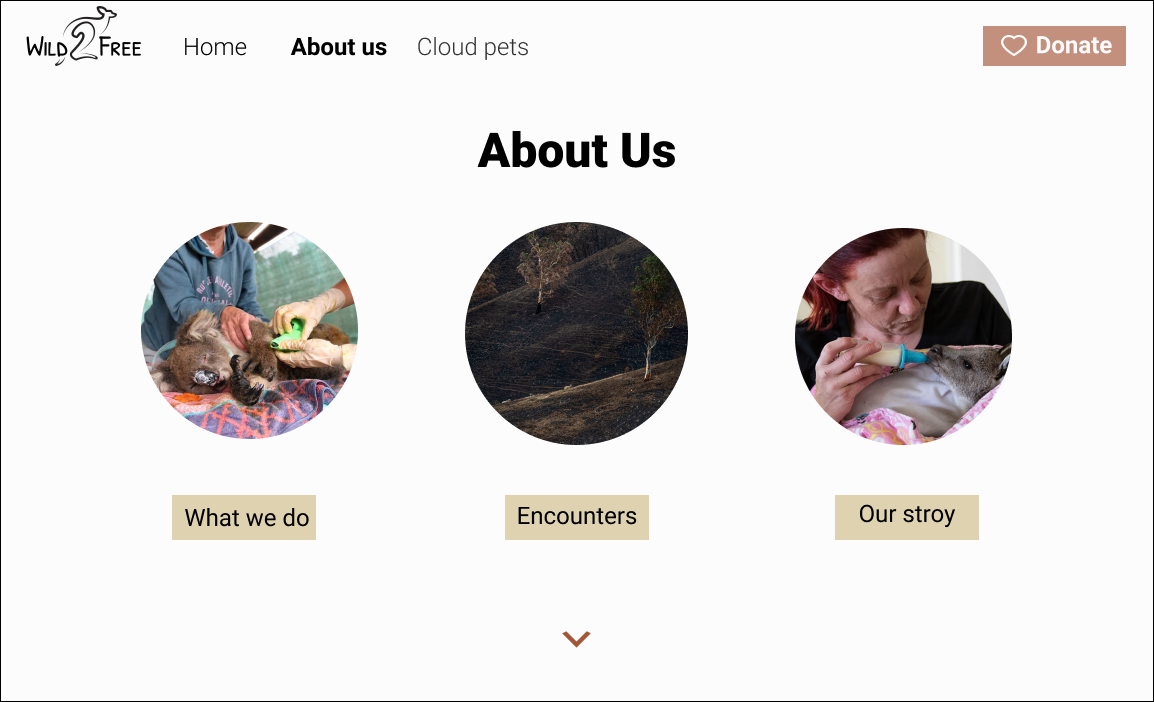 WILD 2 FREE
Home
About us
Cloud pets
Donate
About Us
What we do
Encounters
Our stroy